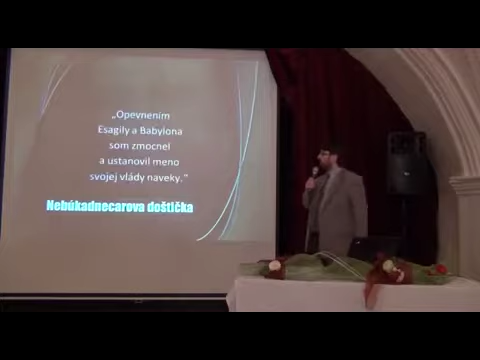 „Opevnením
Esagily a Babylona
som zmocnel
a ustanovil meno
svojej vlády naveky.“
Nebúkadnecarova doštička